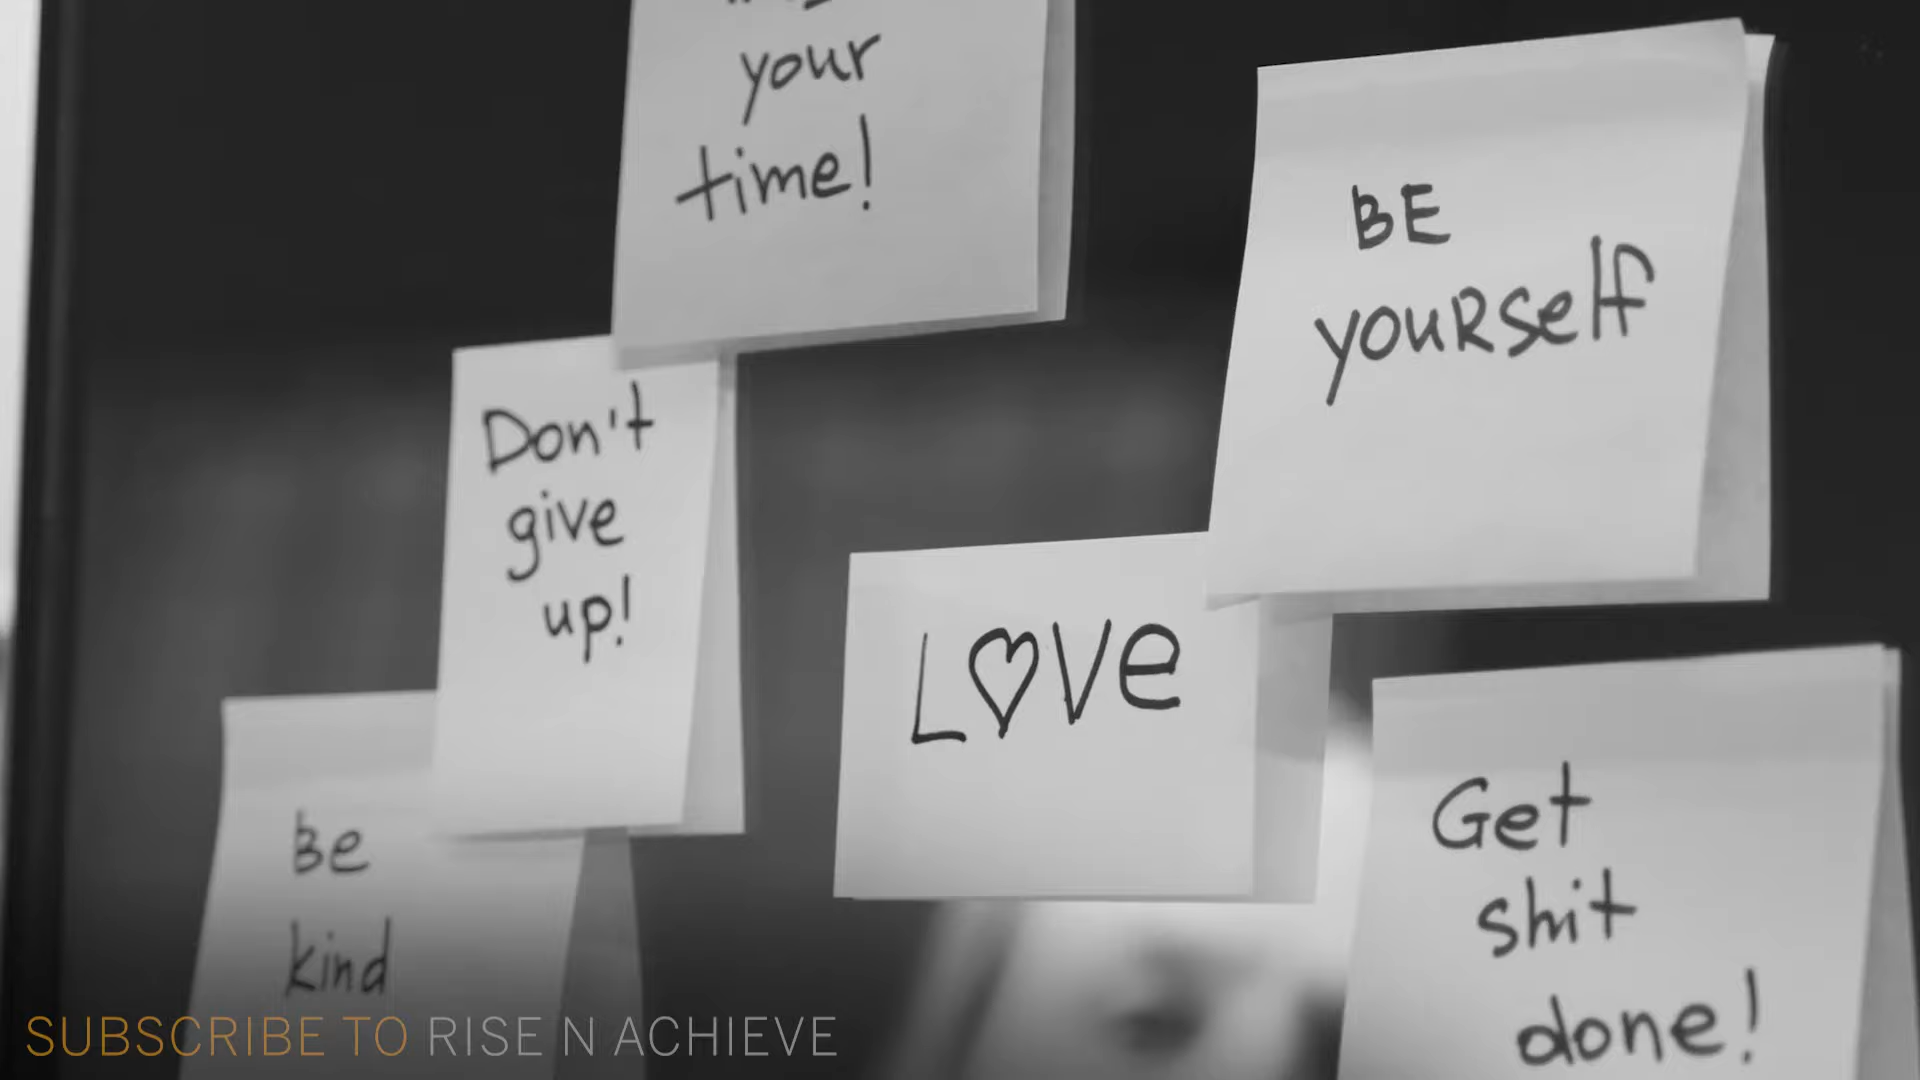 your
time!
BE
yourself
Don't
give
up!
LOVe
Be
kind
Get
shit
done!
SUBSCRIBE TO RISE N ACHIEVE